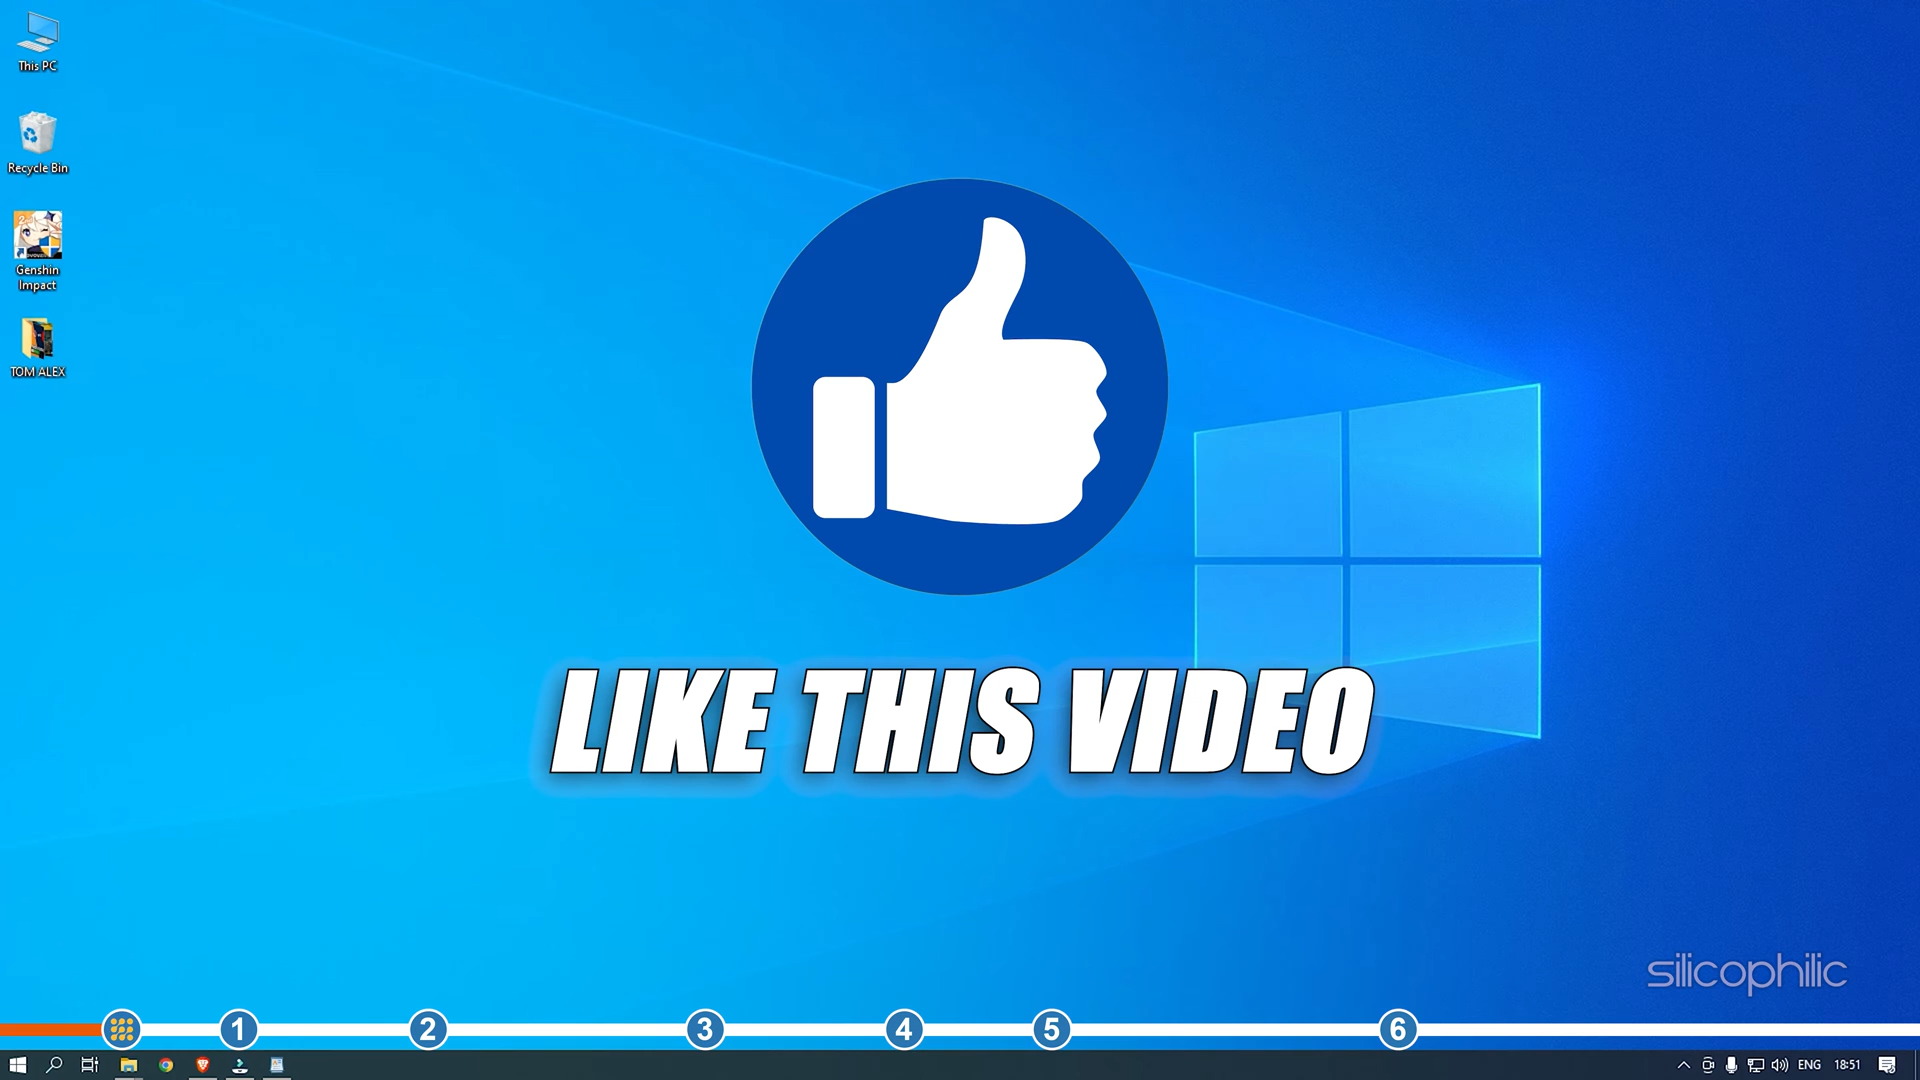 This PC
Recycle Bin
Genshin
Impact
TOM ALEX
LIKE THIS VIDEO
silicophilic
1 2 3 4 5 6
ENG 18:51